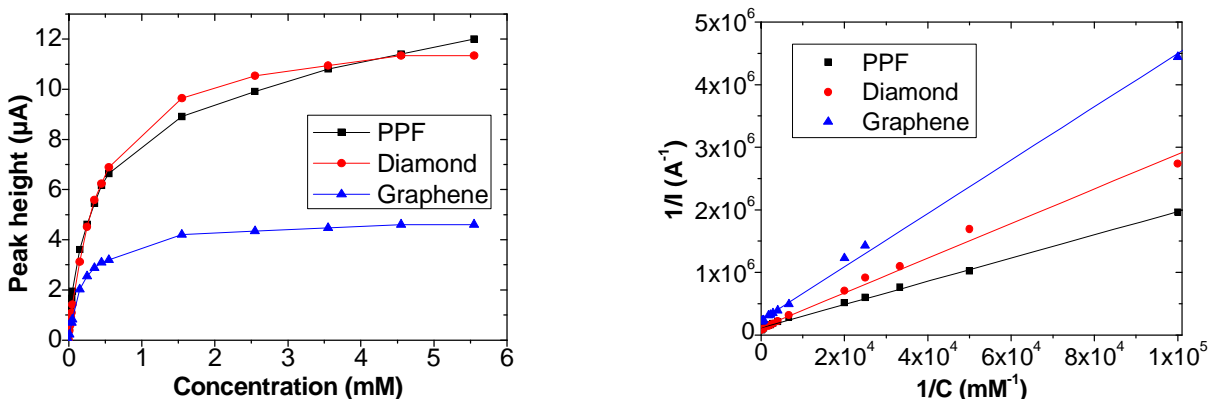 12
10
8
6
4
2
0
0 1 2 3 4 5 6
Peak height (µA)
Concentration (mM)
PPF
Diamond
Graphene
5x10⁶
4x10⁶
3x10⁶
2x10⁶
1x10⁶
0
0 2x10⁴ 4x10⁴ 6x10⁴ 8x10⁴ 1x10⁵
1/I (A⁻¹)
1/C (mM⁻¹)
PPF
Diamond
Graphene